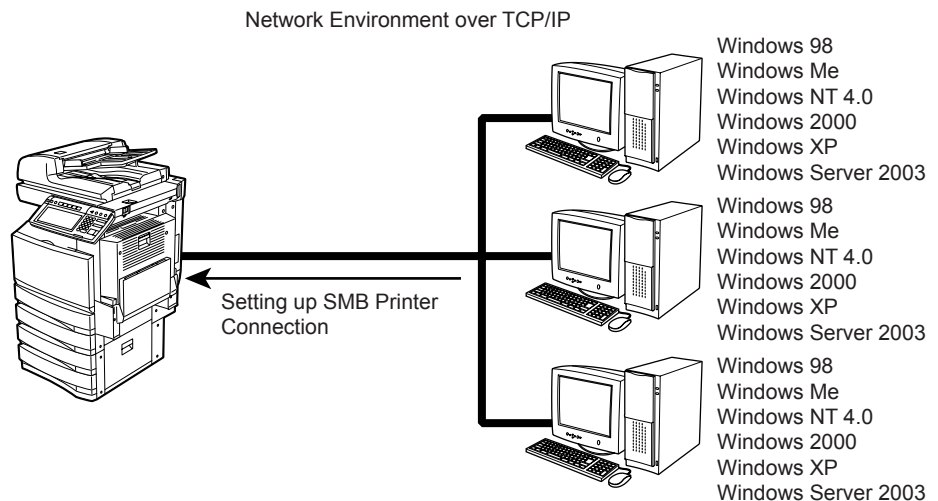 Network Environment over TCP/IP
Windows 98
Windows Me
Windows NT 4.0
Windows 2000
Windows XP
Windows Server 2003
Setting up SMB Printer
Connection
Windows 98
Windows Me
Windows NT 4.0
Windows 2000
Windows XP
Windows Server 2003
Windows 98
Windows Me
Windows NT 4.0
Windows 2000
Windows XP
Windows Server 2003